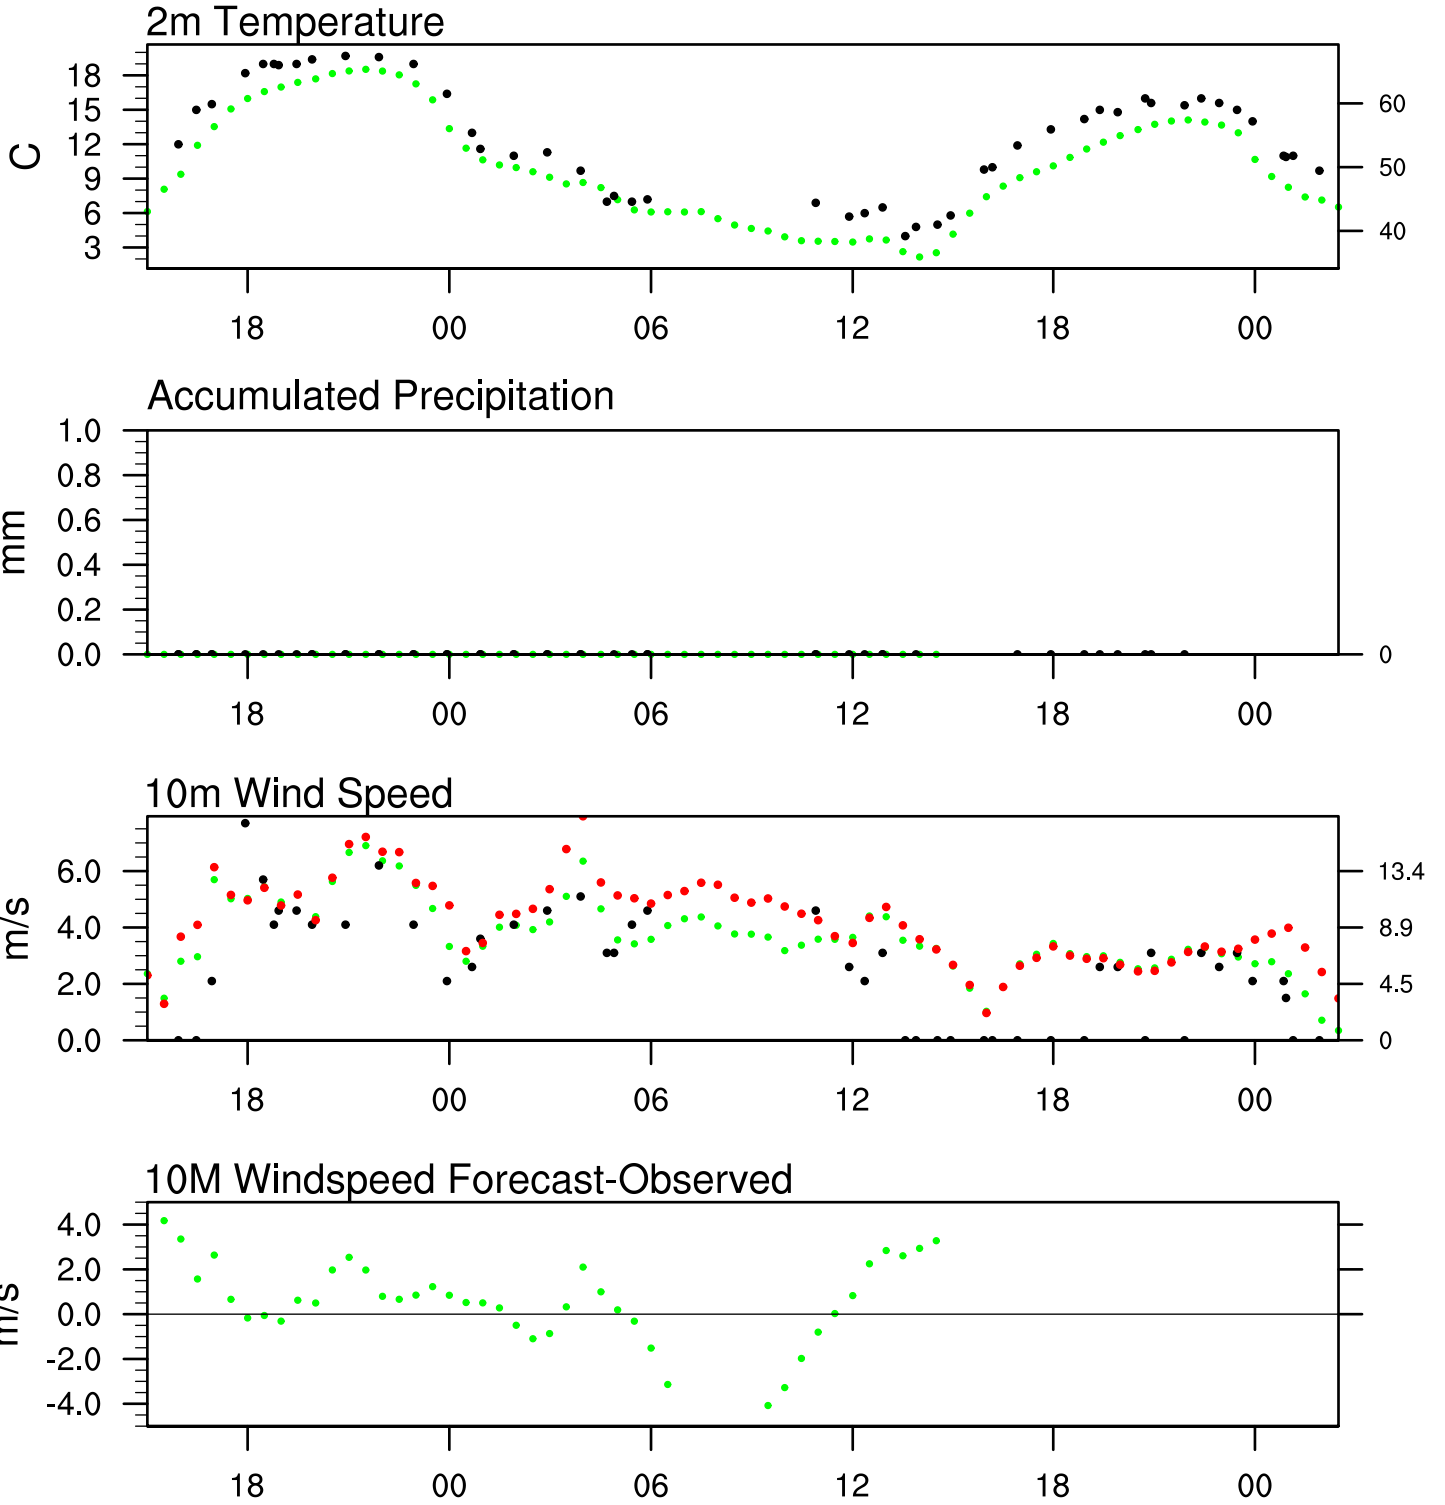 2m Temperature
18
15
12
9
6
3
C
60
50
40
18 00 06 12 18 00
Accumulated Precipitation
1.0
0.8
0.6
0.4
0.2
0.0
mm
0
18 00 06 12 18 00
10m Wind Speed
6.0
4.0
2.0
0.0
m/s
13.4
8.9
4.5
0
18 00 06 12 18 00
10M Windspeed Forecast-Observed
4.0
2.0
0.0
-2.0
-4.0
m/s
18 00 06 12 18 00